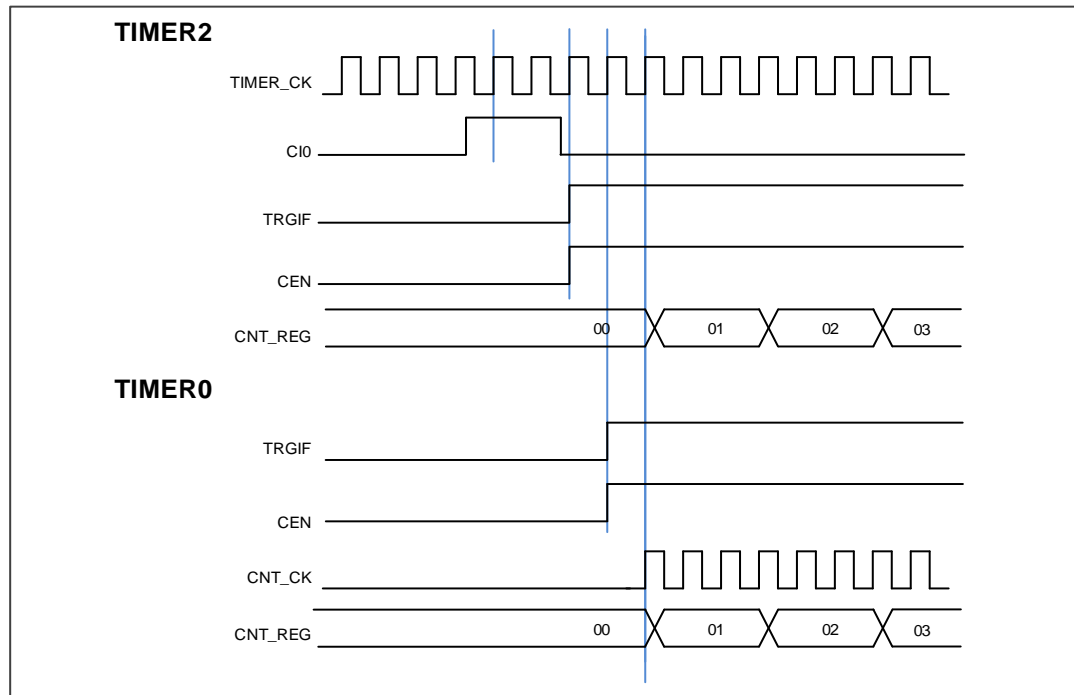 TIMER2
TIMER_CK
CI0
TRGIF
CEN
CNT_REG 00 01 02 03
TIMER0
TRGIF
CEN
CNT_CK
CNT_REG 00 01 02 03